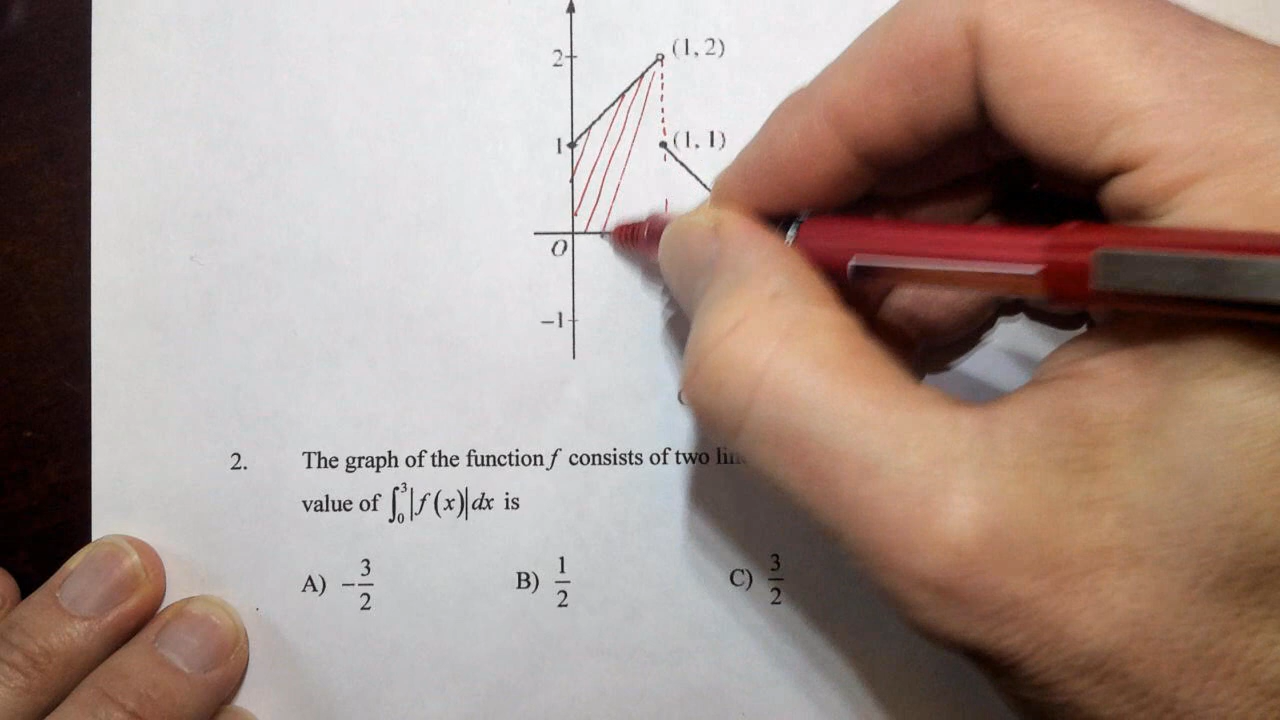 2
(1, 2)
1
(1, 1)
O
−1
2. The graph of the function f consists of two
value of ∫₀³|f(x)|dx is
A) −3/2 B) 1/2 C) 3/2